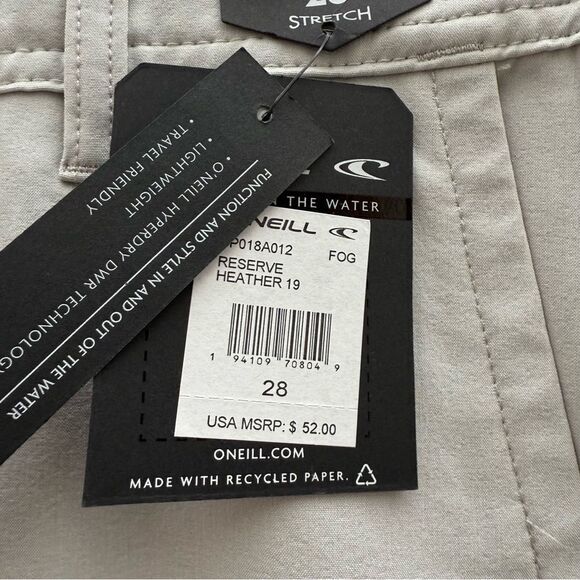 STRETCH
FUNCTION AND STYLE IN AND OUT OF THE WATER
• O'NEILL HYPERDRY DWR TECHNOLOGY
• LIGHTWEIGHT
• TRAVEL FRIENDLY
THE WATER
NEILL
P018A012 FOG
RESERVE
HEATHER 19
1 94109 70804 9
28
USA MSRP: $ 52.00
ONEILL.COM
MADE WITH RECYCLED PAPER.